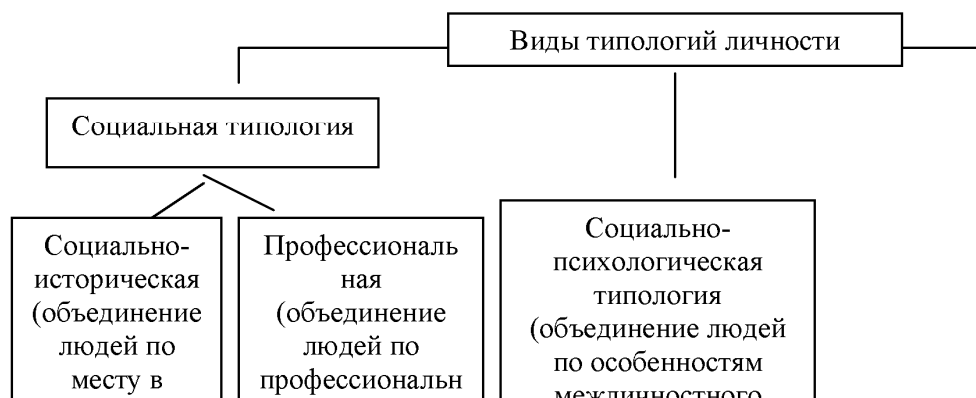 Виды типологий личности
Социальная типология
Социально-
историческая
(объединение
людей по
месту в
Профессиональ
ная
(объединение
людей по
профессиональн
Социально-
психологическая
типология
(объединение людей
по особенностям
межличностного